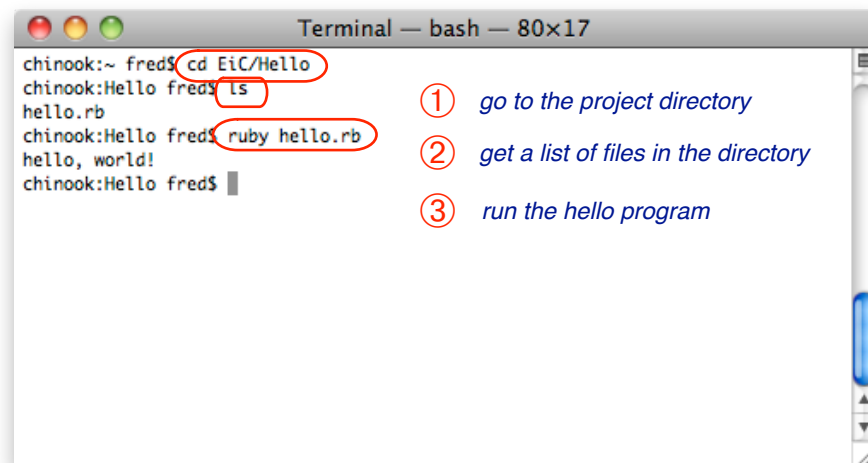 Terminal — bash — 80×17
chinook:~ fred$ cd EiC/Hello
chinook:Hello fred$ ls
hello.rb
chinook:Hello fred$ ruby hello.rb
hello, world!
chinook:Hello fred$
1 go to the project directory
2 get a list of files in the directory
3 run the hello program